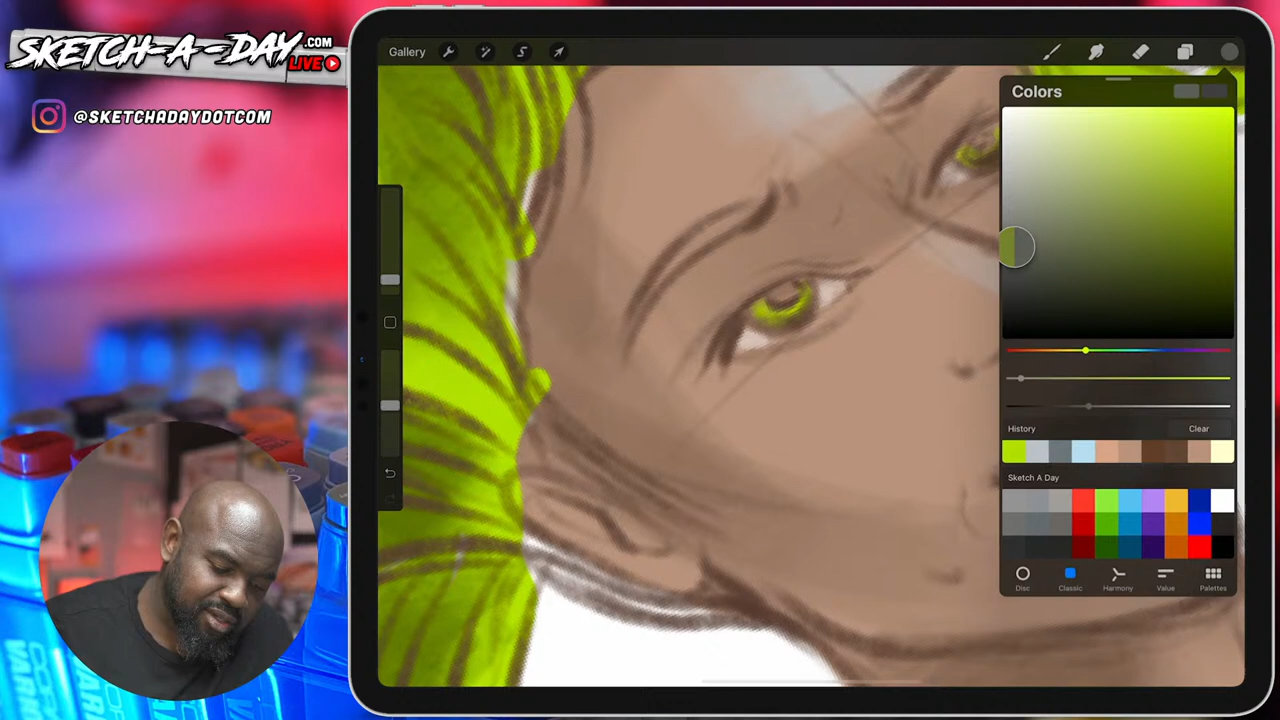 SKETCH-A-DAY.COM
LIVE
@SKETCHADAYDOTCOM
Gallery
Colors
History
Clear
Sketch A Day
Disc
Classic
Harmony
Value
Palettes